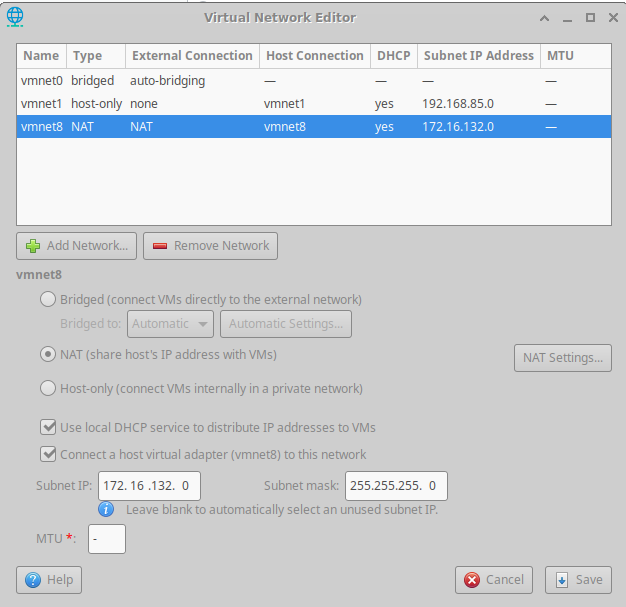 Virtual Network Editor
Name Type External Connection Host Connection DHCP Subnet IP Address MTU
vmnet0 bridged auto-bridging — — — —
vmnet1 host-only none vmnet1 yes 192.168.85.0 —
vmnet8 NAT NAT vmnet8 yes 172.16.132.0 —
Add Network... Remove Network
vmnet8
Bridged (connect VMs directly to the external network)
Bridged to: Automatic Automatic Settings...
NAT (share host's IP address with VMs) NAT Settings...
Host-only (connect VMs internally in a private network)
Use local DHCP service to distribute IP addresses to VMs
Connect a host virtual adapter (vmnet8) to this network
Subnet IP: 172. 16 .132. 0 Subnet mask: 255.255.255. 0
Leave blank to automatically select an unused subnet IP.
MTU *: -
Help Cancel Save